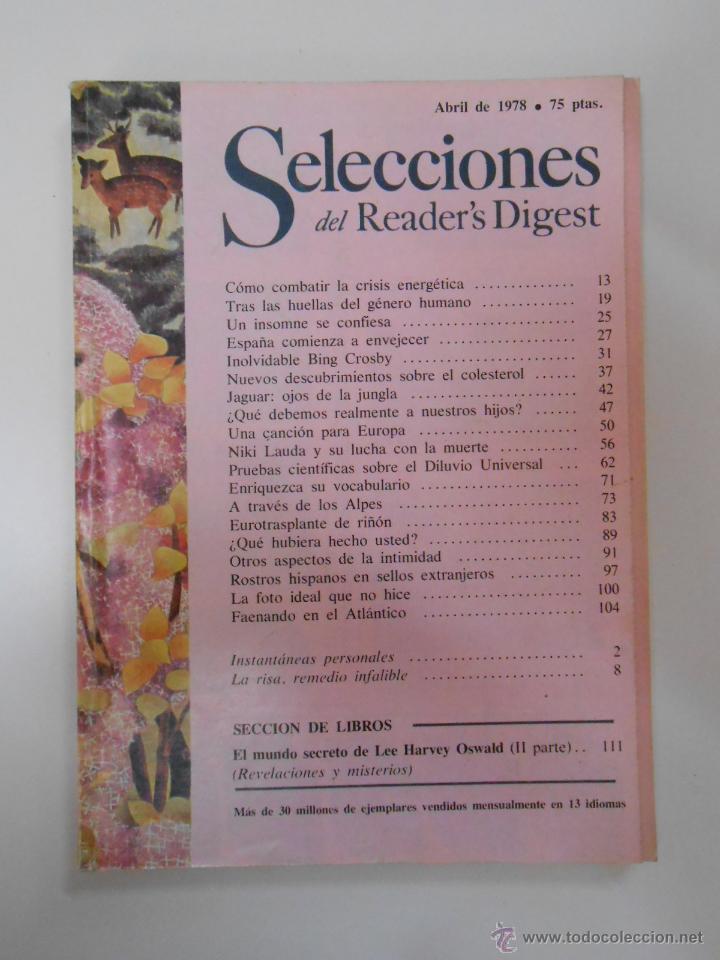 Abril de 1978 • 75 ptas.
Selecciones
del Reader's Digest
Cómo combatir la crisis energética .............. 13
Tras las huellas del género humano ............. 19
Un insomne se confiesa ........................ 25
España comienza a envejecer ................... 27
Inolvidable Bing Crosby ........................ 31
Nuevos descubrimientos sobre el colesterol ...... 37
Jaguar: ojos de la jungla ....................... 42
¿Qué debemos realmente a nuestros hijos? ...... 47
Una canción para Europa ...................... 50
Niki Lauda y su lucha con la muerte ............ 56
Pruebas científicas sobre el Diluvio Universal ... 62
Enriquezca su vocabulario ..................... 71
A través de los Alpes ......................... 73
Eurotrasplante de riñón ........................ 83
¿Qué hubiera hecho usted? ..................... 89
Otros aspectos de la intimidad .................. 91
Rostros hispanos en sellos extranjeros .......... 97
La foto ideal que no hice ...................... 100
Faenando en el Atlántico ...................... 104
Instantáneas personales ........................ 2
La risa, remedio infalible ....................... 8
SECCION DE LIBROS
El mundo secreto de Lee Harvey Oswald (II parte) .. 111
(Revelaciones y misterios)
Más de 30 millones de ejemplares vendidos mensualmente en 13 idiomas
© www.todocoleccion.net